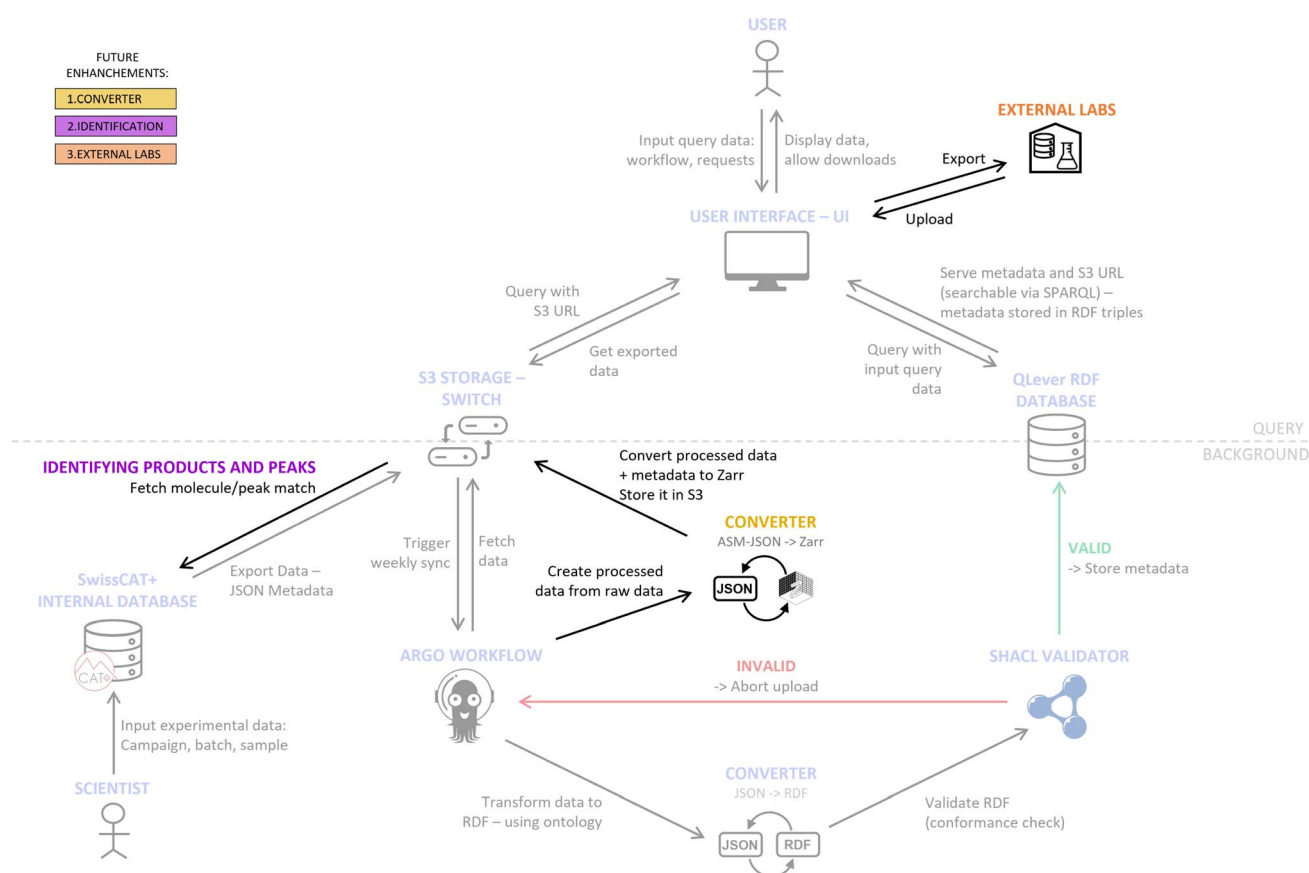 USER
FUTURE
ENHANCHEMENTS:
1.CONVERTER
2.IDENTIFICATION
3.EXTERNAL LABS
EXTERNAL LABS
Input query data:
workflow, requests
Display data,
allow downloads
Export
Upload
USER INTERFACE – UI
Query with
S3 URL
Get exported
data
Serve metadata and S3 URL
(searchable via SPARQL) –
metadata stored in RDF triples
Query with
input query
data
S3 STORAGE –
SWITCH
QLever RDF
DATABASE
QUERY
BACKGROUND
IDENTIFYING PRODUCTS AND PEAKS
Fetch molecule/peak match
Convert processed data
+ metadata to Zarr
Store it in S3
CONVERTER
ASM-JSON -> Zarr
JSON
Trigger
weekly sync
Fetch
data
Export Data –
JSON Metadata
Create processed
data from raw data
VALID
-> Store metadata
SwissCAT+
INTERNAL DATABASE
CAT+
ARGO WORKFLOW
INVALID
-> Abort upload
SHACL VALIDATOR
Input experimental data:
Campaign, batch, sample
SCIENTIST
Transform data to
RDF – using ontology
CONVERTER
JSON -> RDF
JSON
RDF
Validate RDF
(conformance check)